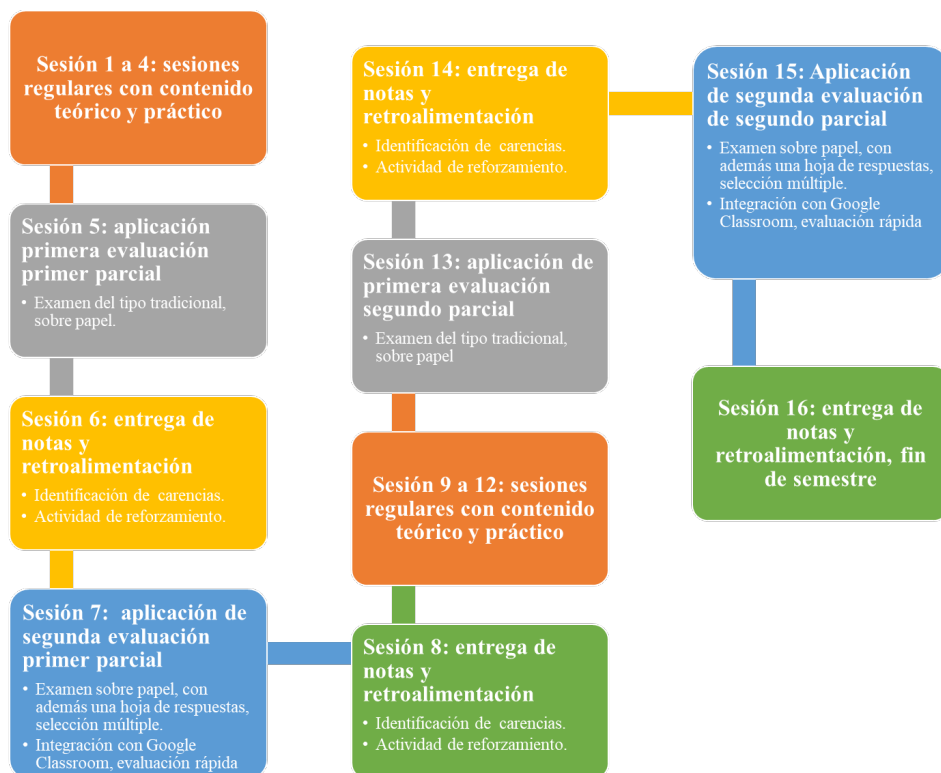 Sesión 1 a 4: sesiones
regulares con contenido
teórico y práctico
Sesión 5: aplicación
primera evaluación
primer parcial
• Examen del tipo tradicional,
sobre papel.
Sesión 6: entrega de
notas y
retroalimentación
• Identificación de carencias.
• Actividad de reforzamiento.
Sesión 7: aplicación de
segunda evaluación
primer parcial
• Examen sobre papel, con
además una hoja de respuestas,
selección múltiple.
• Integración con Google
Classroom, evaluación rápida
Sesión 8: entrega de
notas y
retroalimentación
• Identificación de carencias.
• Actividad de reforzamiento.
Sesión 9 a 12: sesiones
regulares con contenido
teórico y práctico
Sesión 13: aplicación de
primera evaluación
segundo parcial
• Examen del tipo tradicional,
sobre papel
Sesión 14: entrega de
notas y
retroalimentación
• Identificación de carencias.
• Actividad de reforzamiento.
Sesión 15: Aplicación
de segunda evaluación
de segundo parcial
• Examen sobre papel, con
además una hoja de respuestas,
selección múltiple.
• Integración con Google
Classroom, evaluación rápida
Sesión 16: entrega de
notas y
retroalimentación, fin
de semestre